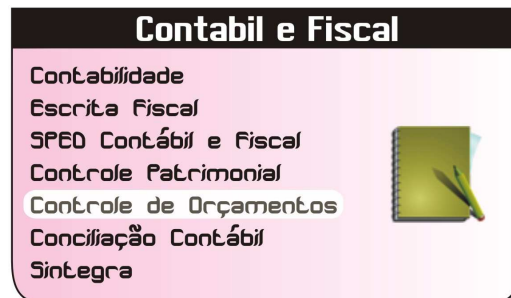 Contabil e Fiscal
Contabilidade
Escrita Fiscal
SPED Contábil e Fiscal
Controle Patrimonial
Controle de Orçamentos
Conciliação Contábil
Sintegra